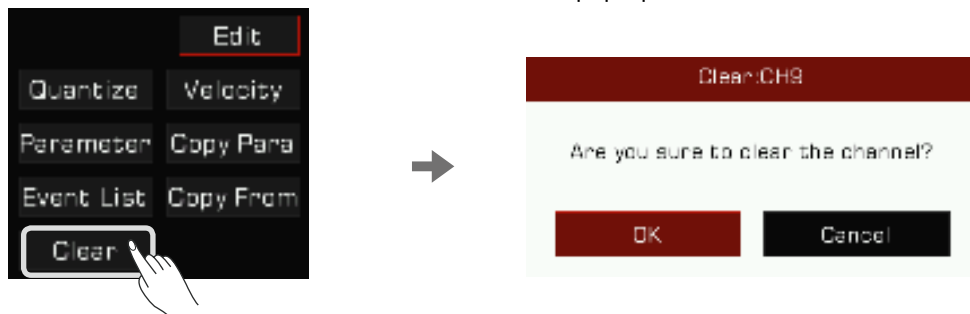 Edit
Quantize Velocity
Parameter Copy Para
Event List Copy From
Clear
Clear:CH9
Are you sure to clear the channel?
OK Cancel